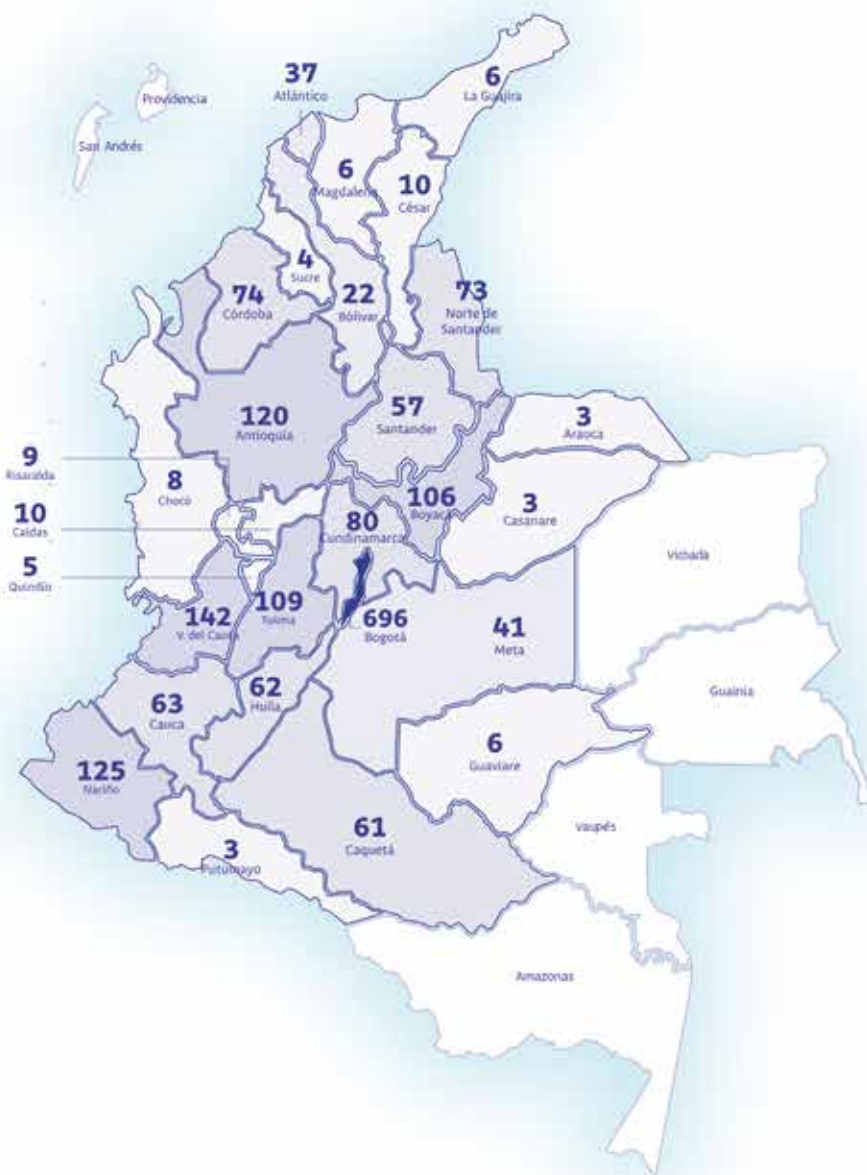 37
Atlántico
6
La Guajira
Providencia
San Andrés
6
Magdalena
10
César
4
Sucre
74
Córdoba
22
Bólivar
73
Norte de
Santander
120
Antioquia
57
Santander
3
Araoca
9
Risaralda
8
Chocó
106
Boyacá
3
Casanare
10
Caldas
80
Cundinamarca
Vichada
5
Quindío
142
V. del Cauca
109
Tolima
696
Bogotá
41
Meta
63
Cauca
62
Huila
Guainía
6
Guaviare
125
Nariño
61
Caquetá
Vaupés
3
Putumayo
Amazonas